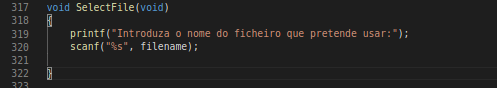 317 void SelectFile(void)
318 {
319 printf("Introduza o nome do ficheiro que pretende usar:");
320 scanf("%s", filename);
321
322 }
323